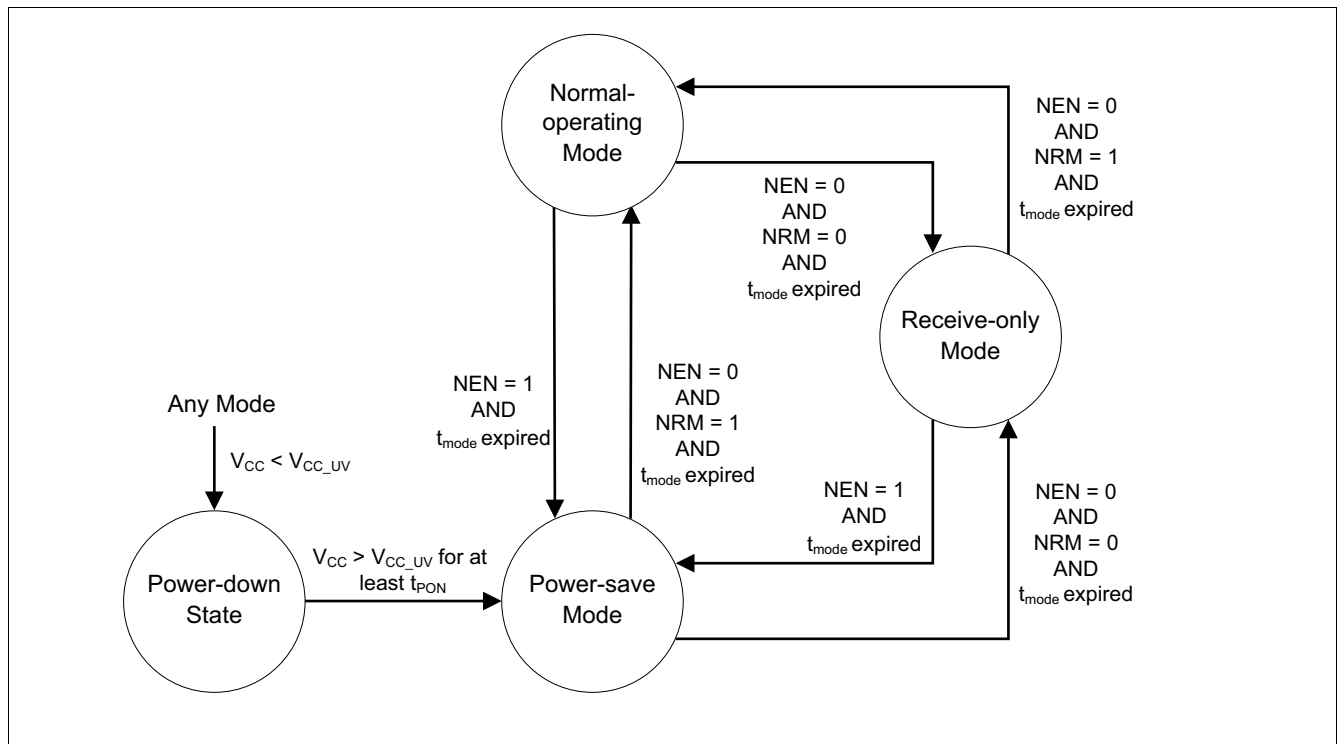 Normal-
operating
Mode
NEN = 0
AND
NRM = 1
AND
tmode expired
NEN = 0
AND
NRM = 0
AND
tmode expired
Receive-only
Mode
NEN = 1
AND
tmode expired
NEN = 0
AND
NRM = 1
AND
tmode expired
Any Mode
VCC < VCC_UV
NEN = 1
AND
tmode expired
NEN = 0
AND
NRM = 0
AND
tmode expired
VCC > VCC_UV for at
least tPON
Power-down
State
Power-save
Mode